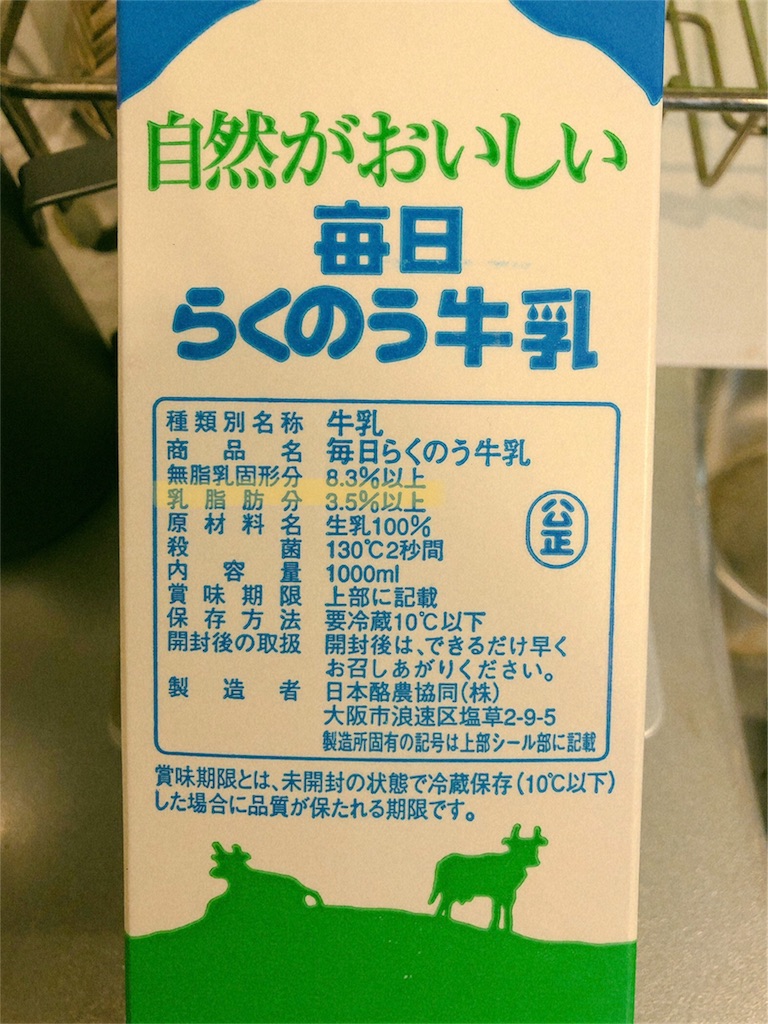 自然がおいしい
毎日
らくのう牛乳
種類別名称 牛乳
商品名 毎日らくのう牛乳
無脂乳固形分 8.3%以上
乳脂肪分 3.5%以上
原材料名 生乳100%
殺菌 130℃2秒間
内容量 1000ml
賞味期限 上部に記載
保存方法 要冷蔵10℃以下
開封後の取扱 開封後は、できるだけ早く
お召しあがりください。
製造者 日本酪農協同(株)
大阪市浪速区塩草2-9-5
製造所固有の記号は上部シール部に記載
公正
賞味期限とは、未開封の状態で冷蔵保存(10℃以下)
した場合に品質が保たれる期限です。